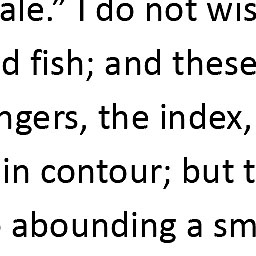 ale.” I do not wis
d fish; and these
ngers, the index,
in contour; but t
abounding a sm